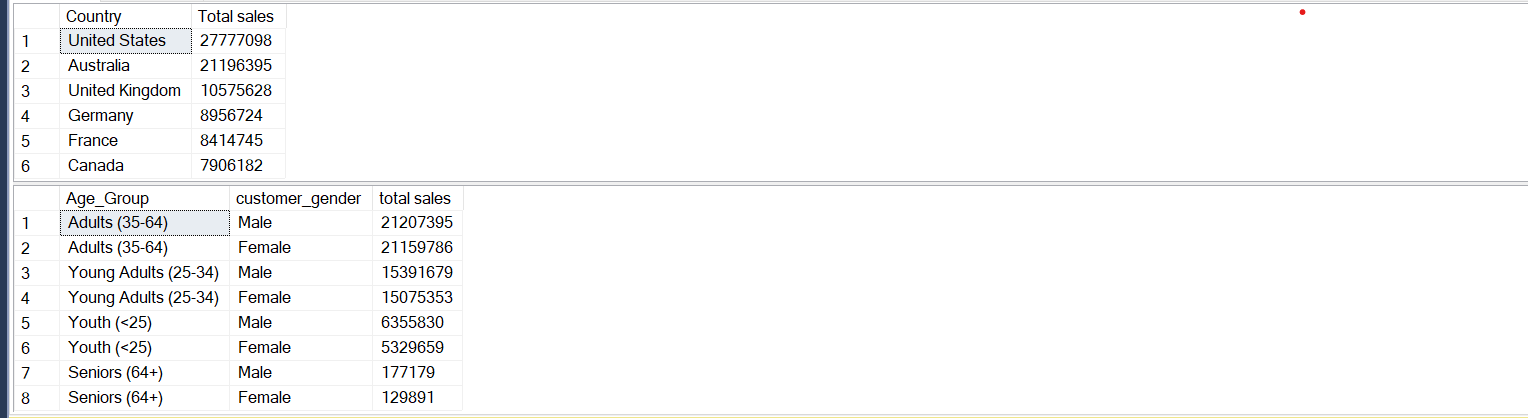 Country Total sales
1 United States 27777098
2 Australia 21196395
3 United Kingdom 10575628
4 Germany 8956724
5 France 8414745
6 Canada 7906182
Age_Group customer_gender total sales
1 Adults (35-64) Male 21207395
2 Adults (35-64) Female 21159786
3 Young Adults (25-34) Male 15391679
4 Young Adults (25-34) Female 15075353
5 Youth (<25) Male 6355830
6 Youth (<25) Female 5329659
7 Seniors (64+) Male 177179
8 Seniors (64+) Female 129891